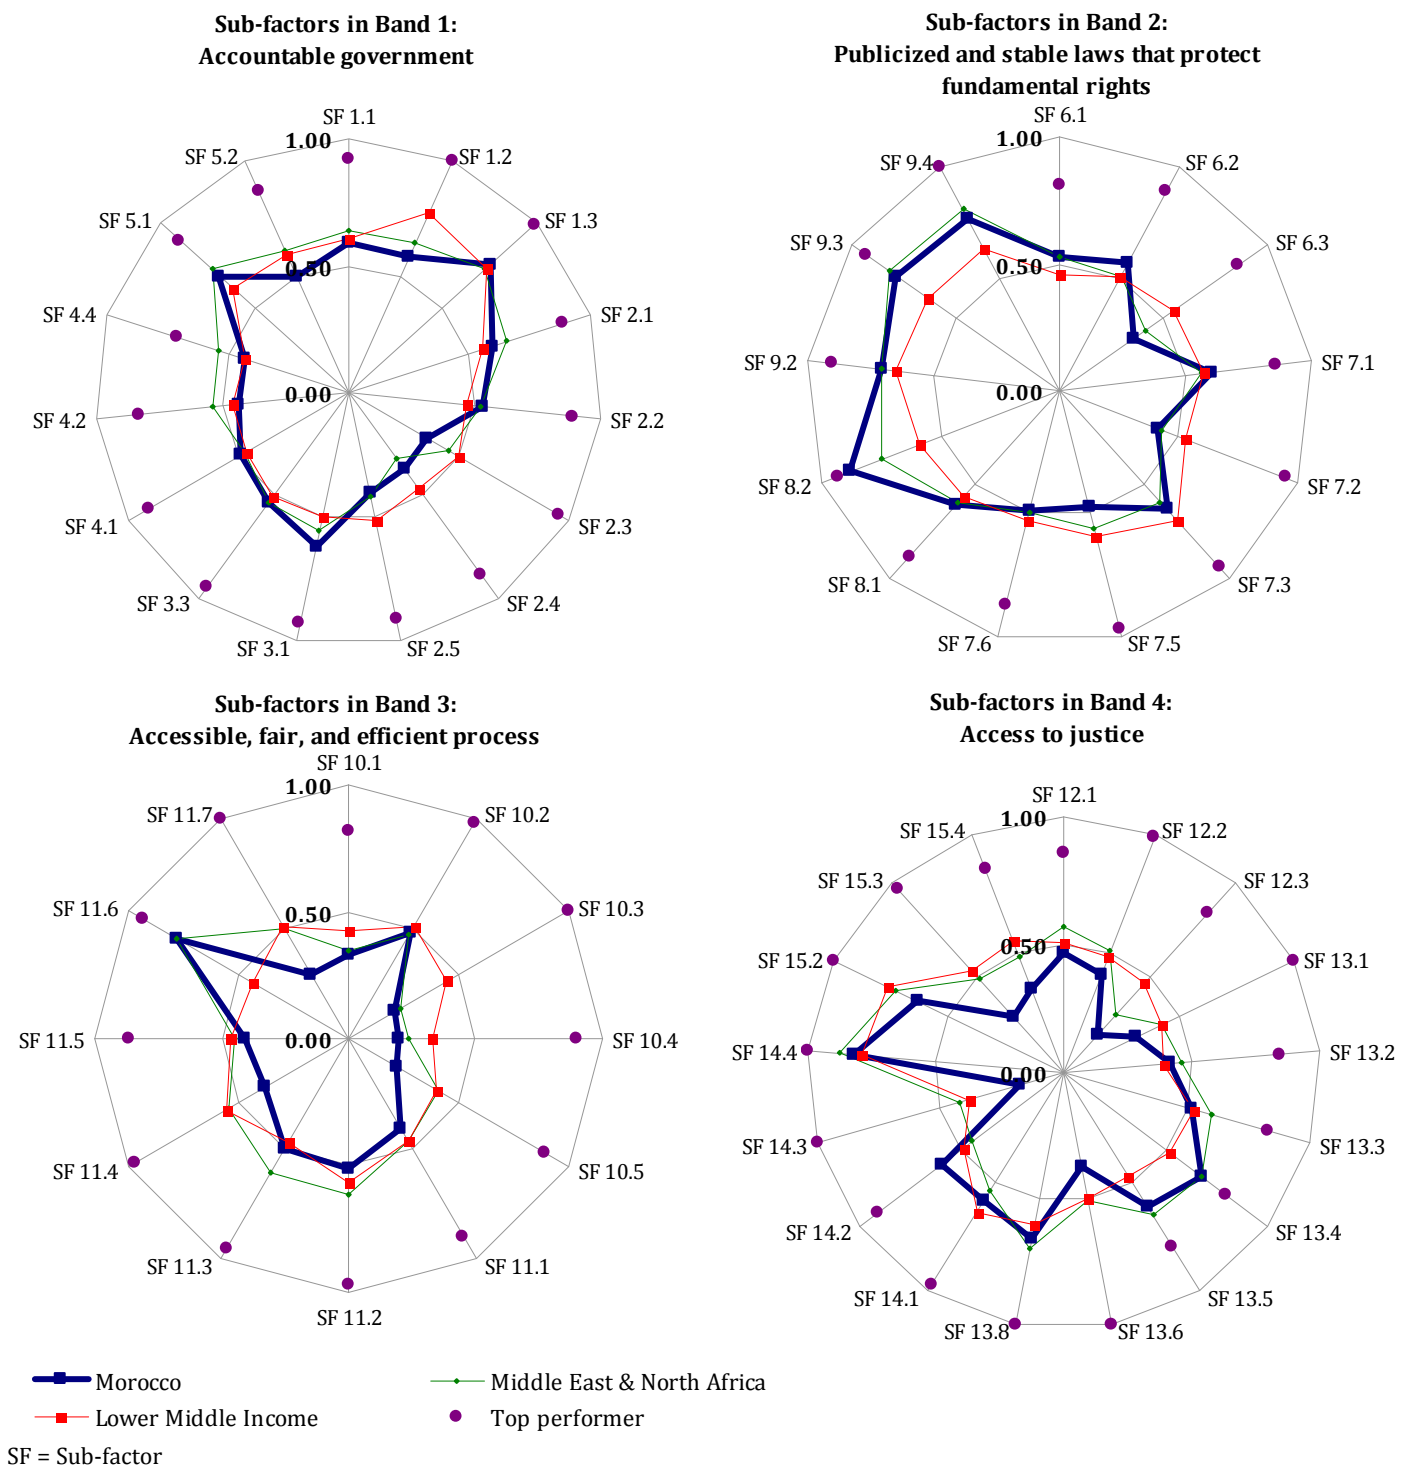 Sub-factors in Band 1:
Accountable government
SF 1.1
1.00
SF 1.2
SF 5.2
SF 1.3
SF 5.1
0.50
SF 4.4
SF 2.1
0.00
SF 4.2
SF 2.2
SF 4.1
SF 2.3
SF 3.3
SF 2.4
SF 3.1
SF 2.5
Sub-factors in Band 2:
Publicized and stable laws that protect
fundamental rights
SF 6.1
1.00
SF 9.4
SF 6.2
SF 9.3
SF 6.3
0.50
SF 9.2
SF 7.1
0.00
SF 8.2
SF 7.2
SF 8.1
SF 7.3
SF 7.6
SF 7.5
Sub-factors in Band 3:
Accessible, fair, and efficient process
SF 10.1
1.00
SF 11.7
SF 10.2
SF 11.6
SF 10.3
0.50
SF 11.5
0.00
SF 10.4
SF 11.4
SF 10.5
SF 11.3
SF 11.1
SF 11.2
Sub-factors in Band 4:
Access to justice
SF 12.1
1.00
SF 15.4
SF 12.2
SF 15.3
SF 12.3
0.50
SF 15.2
SF 13.1
SF 14.4
SF 13.2
0.00
SF 14.3
SF 13.3
SF 14.2
SF 13.4
SF 14.1
SF 13.5
SF 13.8
SF 13.6
Morocco
Middle East & North Africa
Lower Middle Income
Top performer
SF = Sub-factor